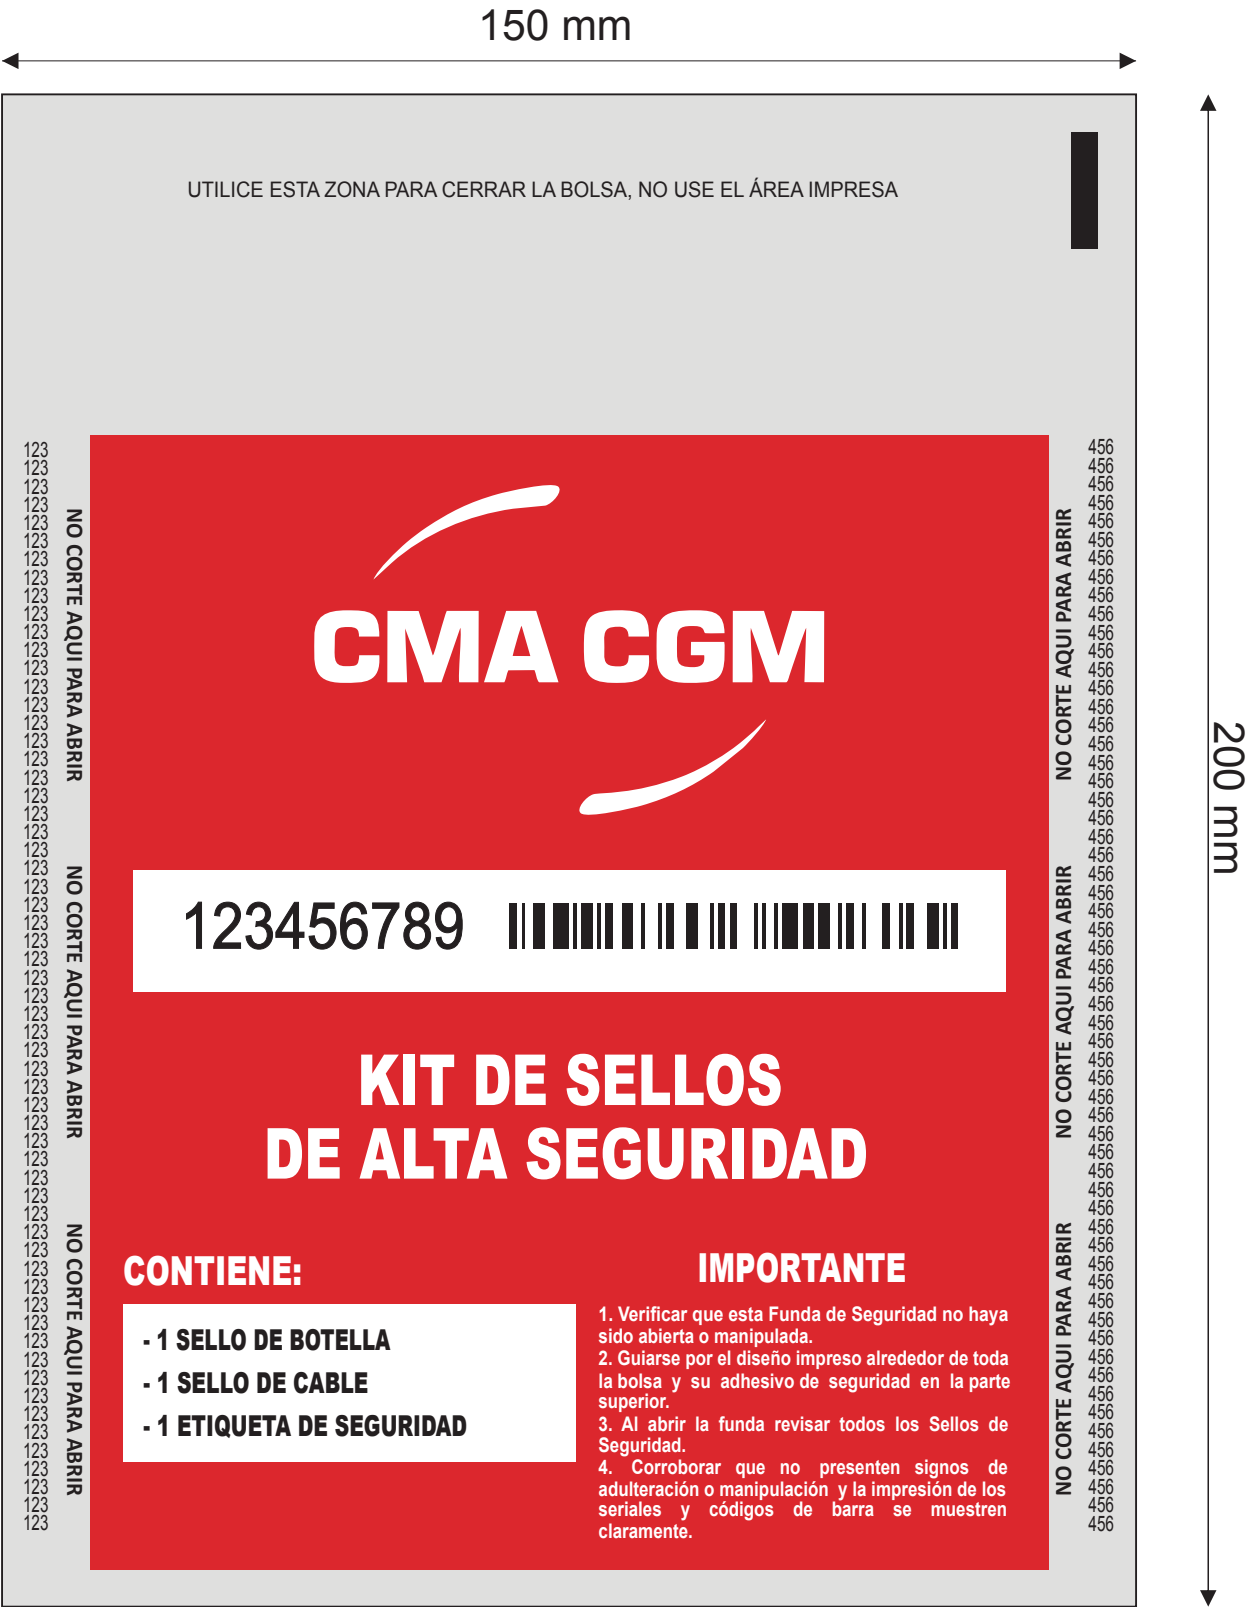 150 mm
200 mm
UTILICE ESTA ZONA PARA CERRAR LA BOLSA, NO USE EL ÁREA IMPRESA
123
NO CORTE AQUI PARA ABRIR
NO CORTE AQUI PARA ABRIR
NO CORTE AQUI PARA ABRIR
CMA CGM
123456789
KIT DE SELLOS
DE ALTA SEGURIDAD
CONTIENE:
- 1 SELLO DE BOTELLA
- 1 SELLO DE CABLE
- 1 ETIQUETA DE SEGURIDAD
IMPORTANTE
1. Verificar que esta Funda de Seguridad no haya
sido abierta o manipulada.
2. Guiarse por el diseño impreso alrededor de toda
la bolsa y su adhesivo de seguridad en la parte
superior.
3. Al abrir la funda revisar todos los Sellos de
Seguridad.
4. Corroborar que no presenten signos de
adulteración o manipulación y la impresión de los
seriales y códigos de barra se muestren
claramente.
NO CORTE AQUI PARA ABRIR
NO CORTE AQUI PARA ABRIR
NO CORTE AQUI PARA ABRIR
456